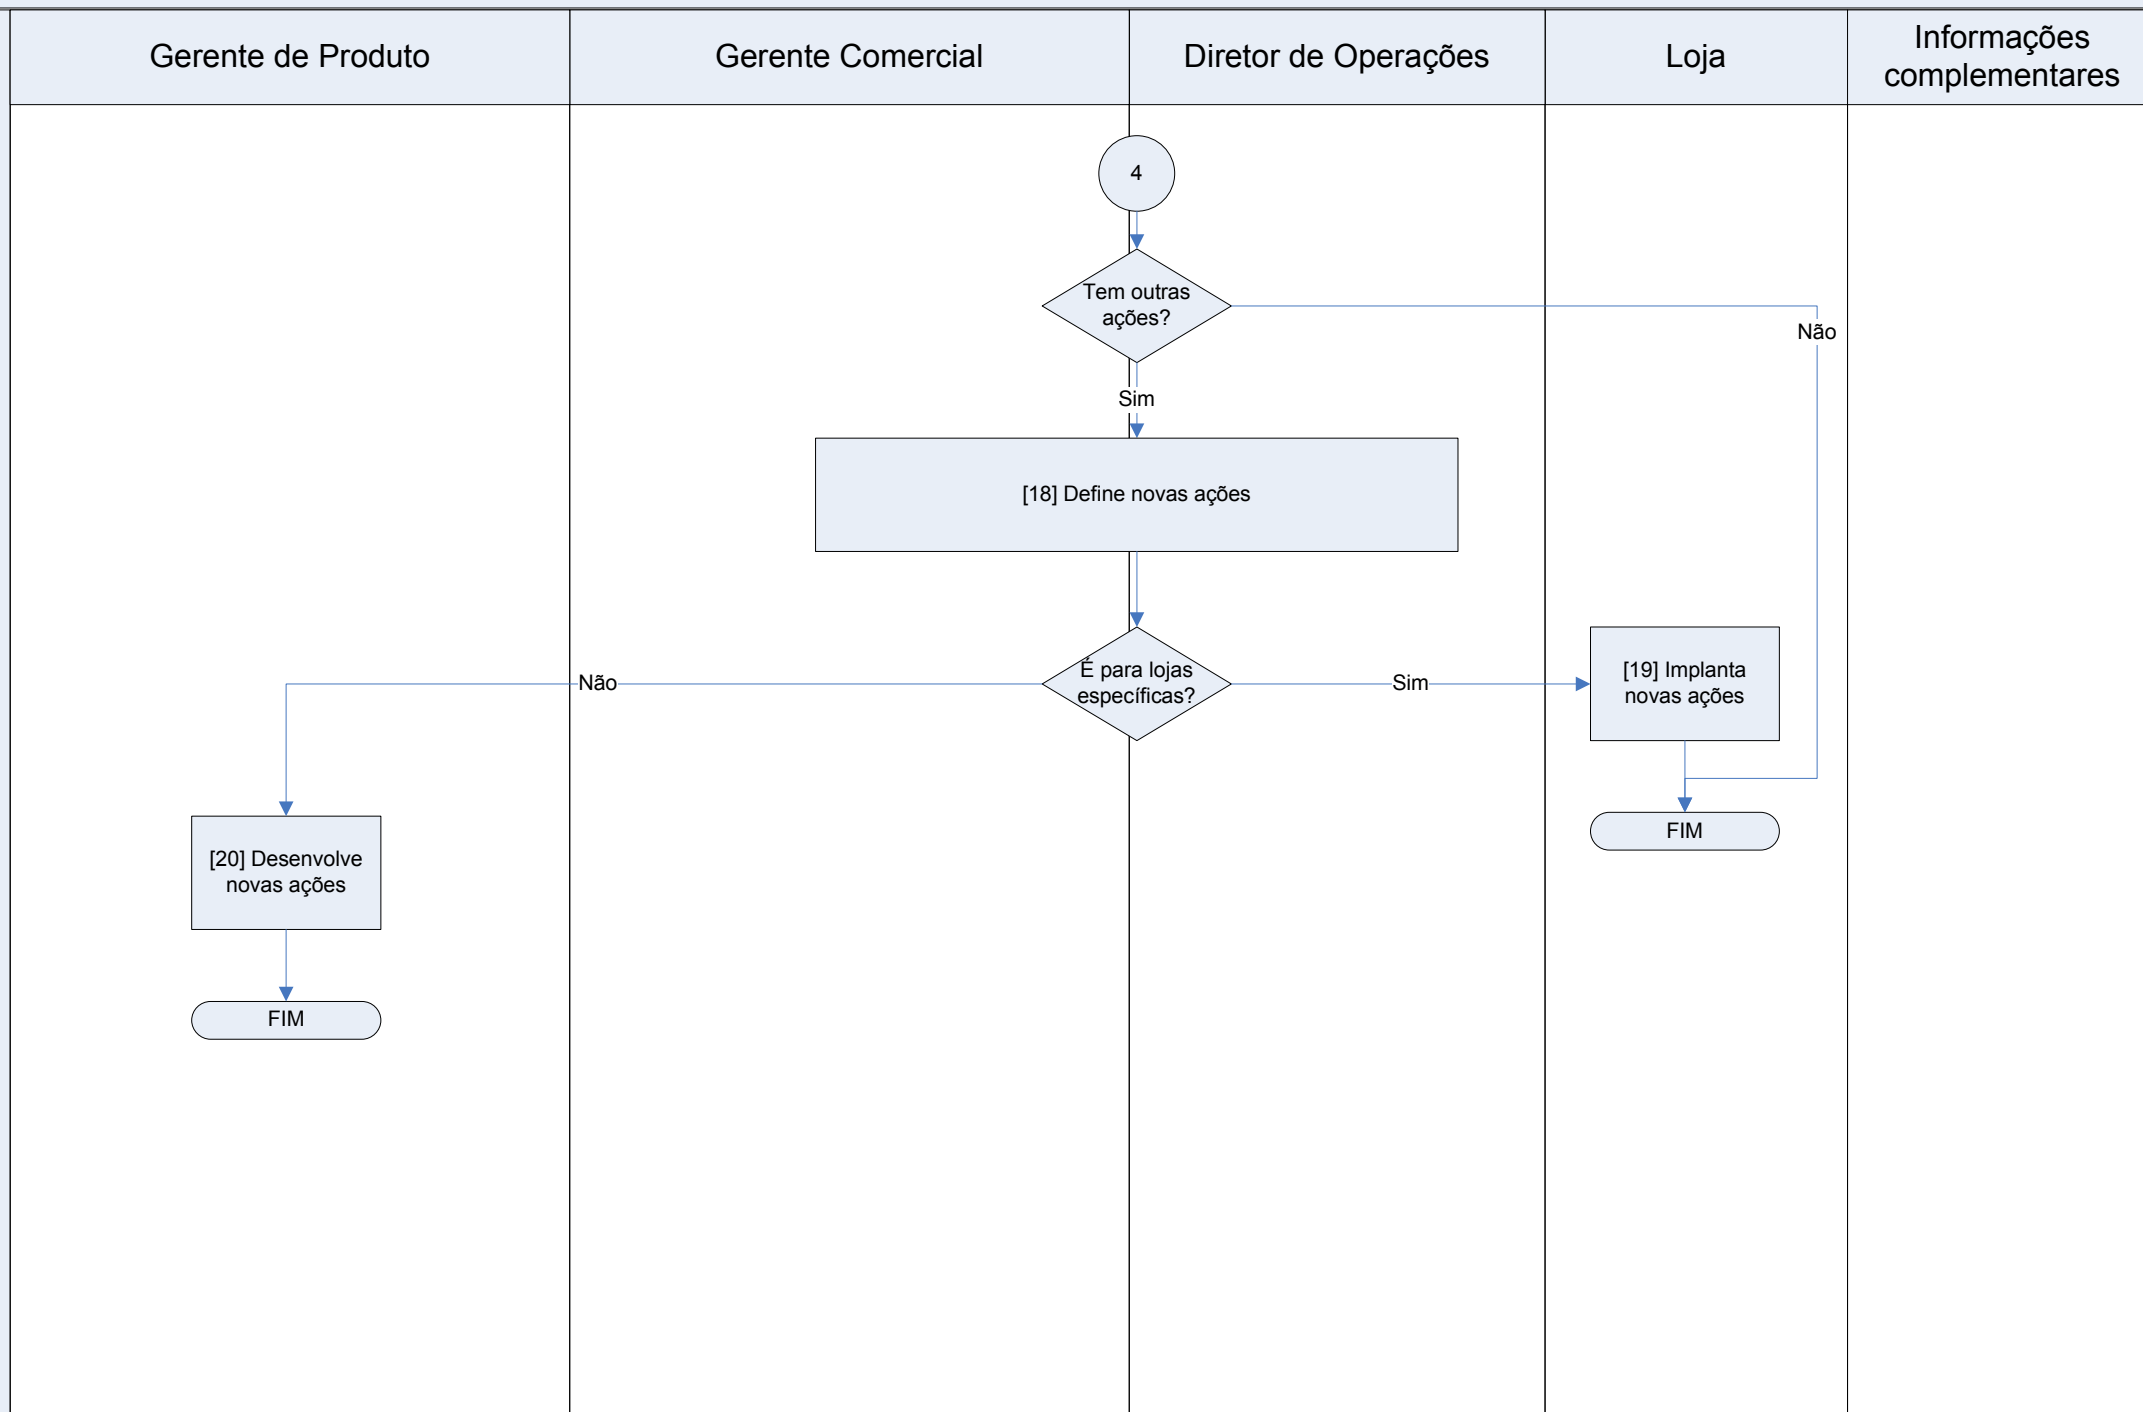 Gerente de Produto
Gerente Comercial
Diretor de Operações
Loja
Informações
complementares
4
Tem outras
ações?
Não
Sim
[18] Define novas ações
É para lojas
específicas?
Não
Sim
[19] Implanta
novas ações
FIM
[20] Desenvolve
novas ações
FIM